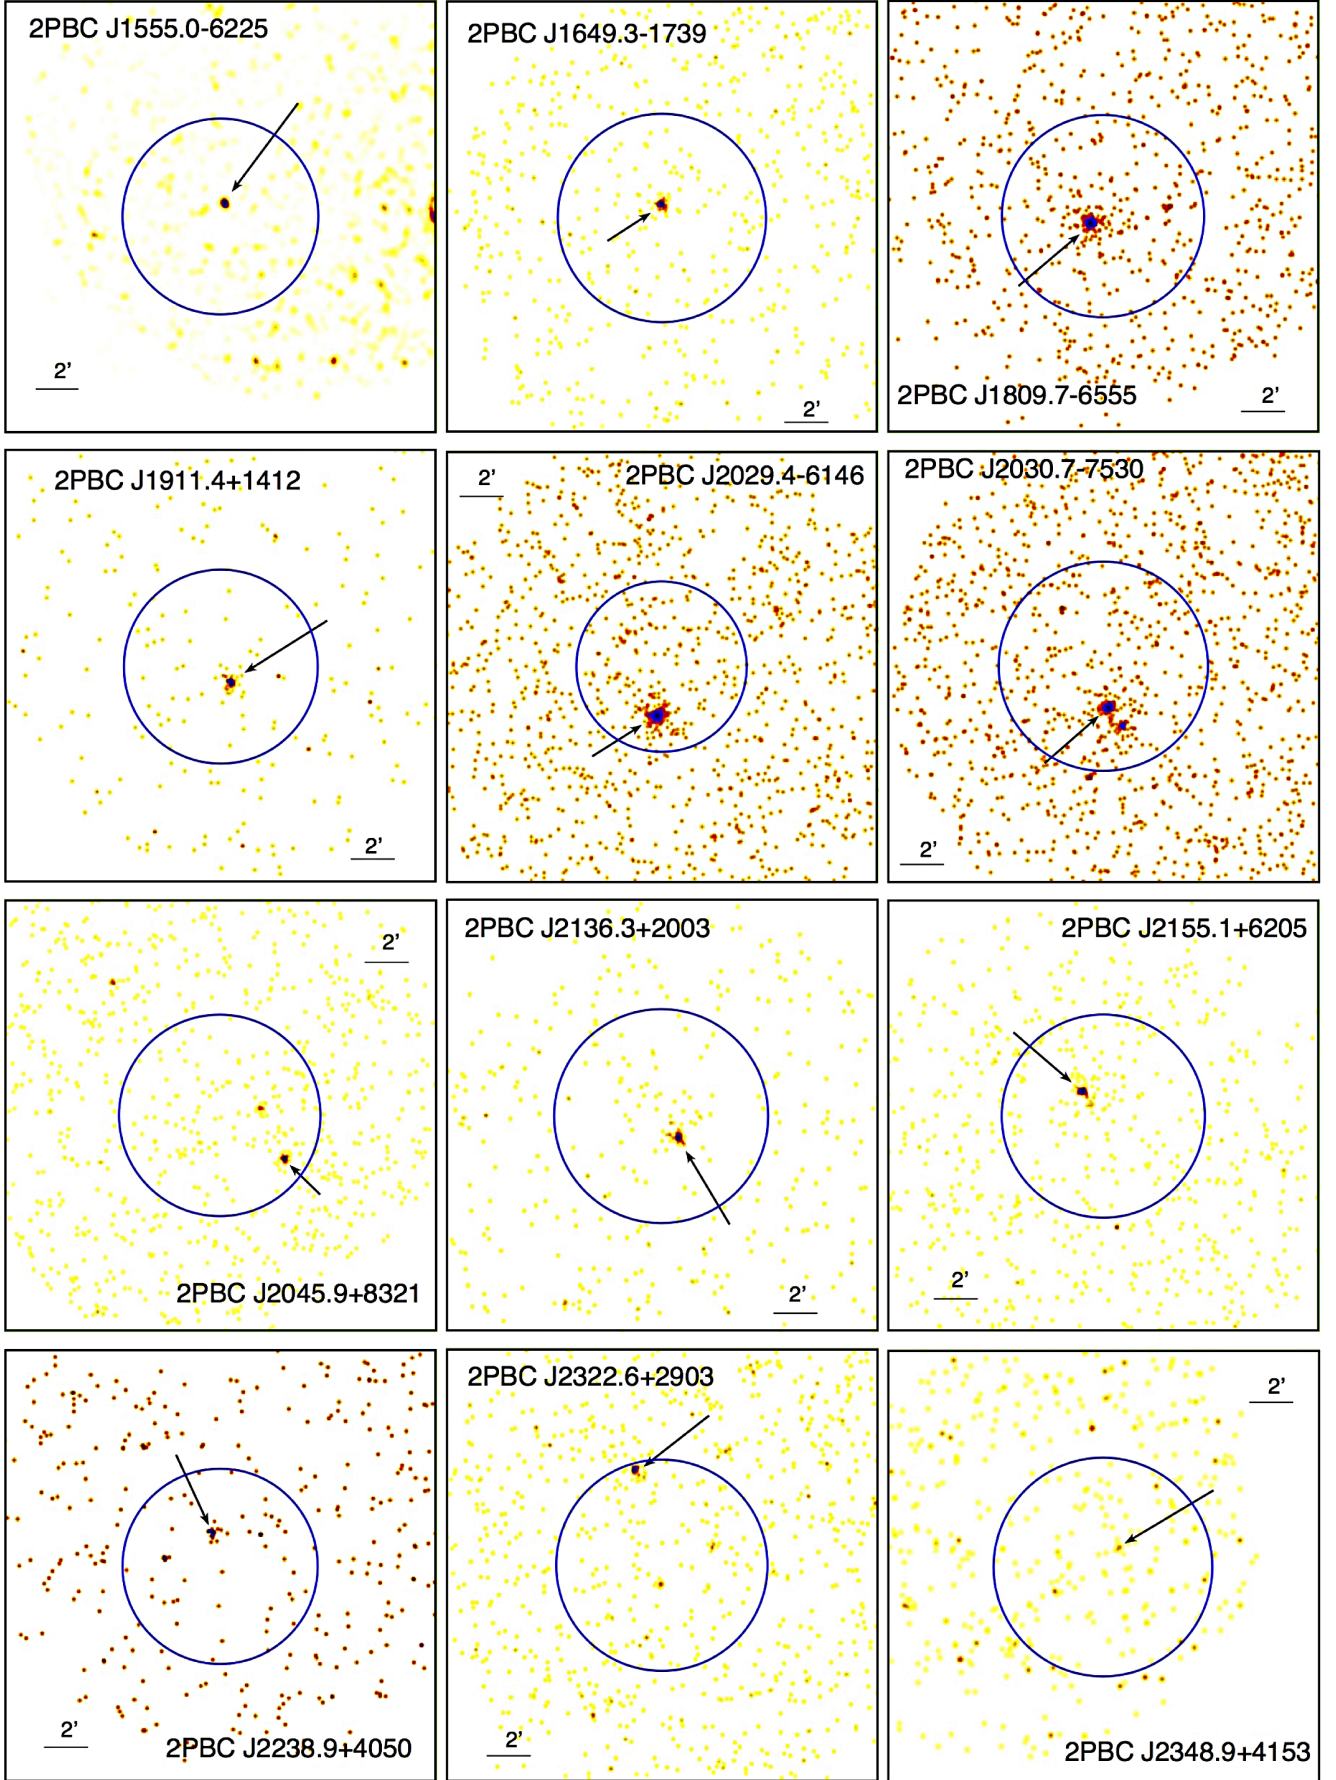 2PBC J1555.0-6225
2'
2PBC J1649.3-1739
2'
2PBC J1809.7-6555
2'
2PBC J1911.4+1412
2'
2'
2PBC J2029.4-6146
2PBC J2030.7-7530
2'
2'
2PBC J2045.9+8321
2PBC J2136.3+2003
2'
2PBC J2155.1+6205
2'
2'
2PBC J2238.9+4050
2PBC J2322.6+2903
2'
2'
2PBC J2348.9+4153